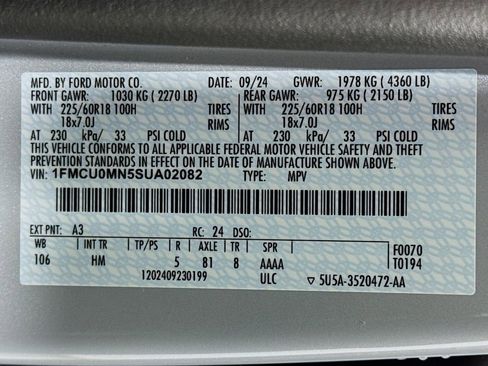 MFD. BY FORD MOTOR CO. 09/24 GVWR: 1978 KG ( 4360 LB)
FRONT GAWR: 1030 KG ( 2270 LB) REAR GAWR: 975 KG ( 2150 LB)
WITH 225/60R18 100H TIRES WITH 225/60R18 100H TIRES
18x7.0J RIMS 18x7.0J RIMS
AT 230 kPa/ 33 PSI COLD AT 230 kPa/ 33 PSI COLD
THIS VEHICLE CONFORMS TO ALL APPLICABLE FEDERAL MOTOR VEHICLE SAFETY AND THEFT
PREVENTION STANDARDS IN EFFECT ON THE DATE OF MANUFACTURE SHOWN ABOVE.
VIN: 1FMCU0MN5SUA02082 TYPE: MPV
EXT PNT: A3 RC: 24 DSO:
WB INT TR TP/PS R AXLE TR SPR F0070
106 HM 5 81 8 AAAA T0194
1202409230199 ULC ▽ 5U5A-3520472-AA